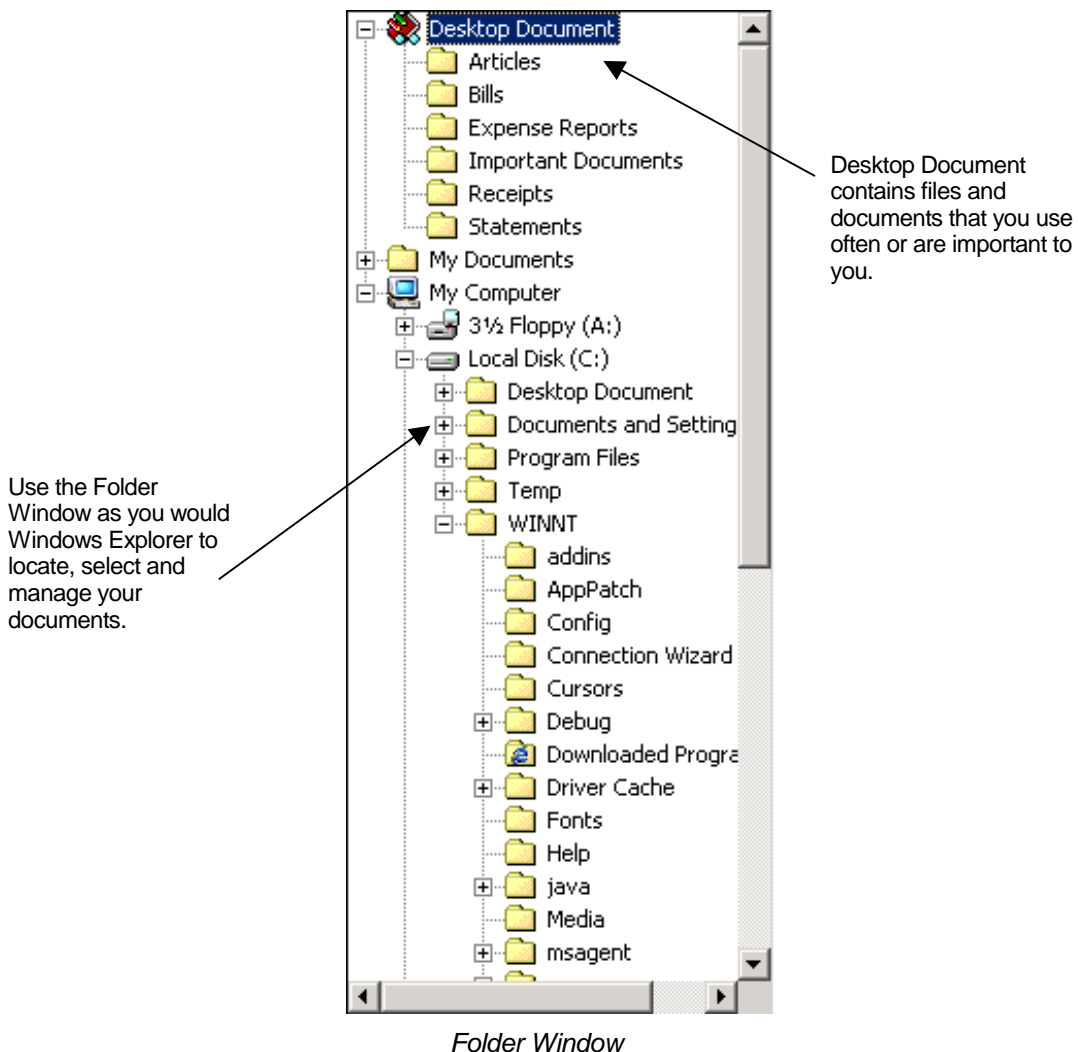 Desktop Document
Articles
Bills
Expense Reports
Important Documents
Receipts
Statements
My Documents
My Computer
3½ Floppy (A:)
Local Disk (C:)
Desktop Document
Documents and Setting
Program Files
Temp
WINNT
addins
AppPatch
Config
Connection Wizard
Cursors
Debug
Downloaded Progra
Driver Cache
Fonts
Help
java
Media
msagent
Desktop Document
contains files and
documents that you use
often or are important to
you.
Use the Folder
Window as you would
Windows Explorer to
locate, select and
manage your
documents.
Folder Window